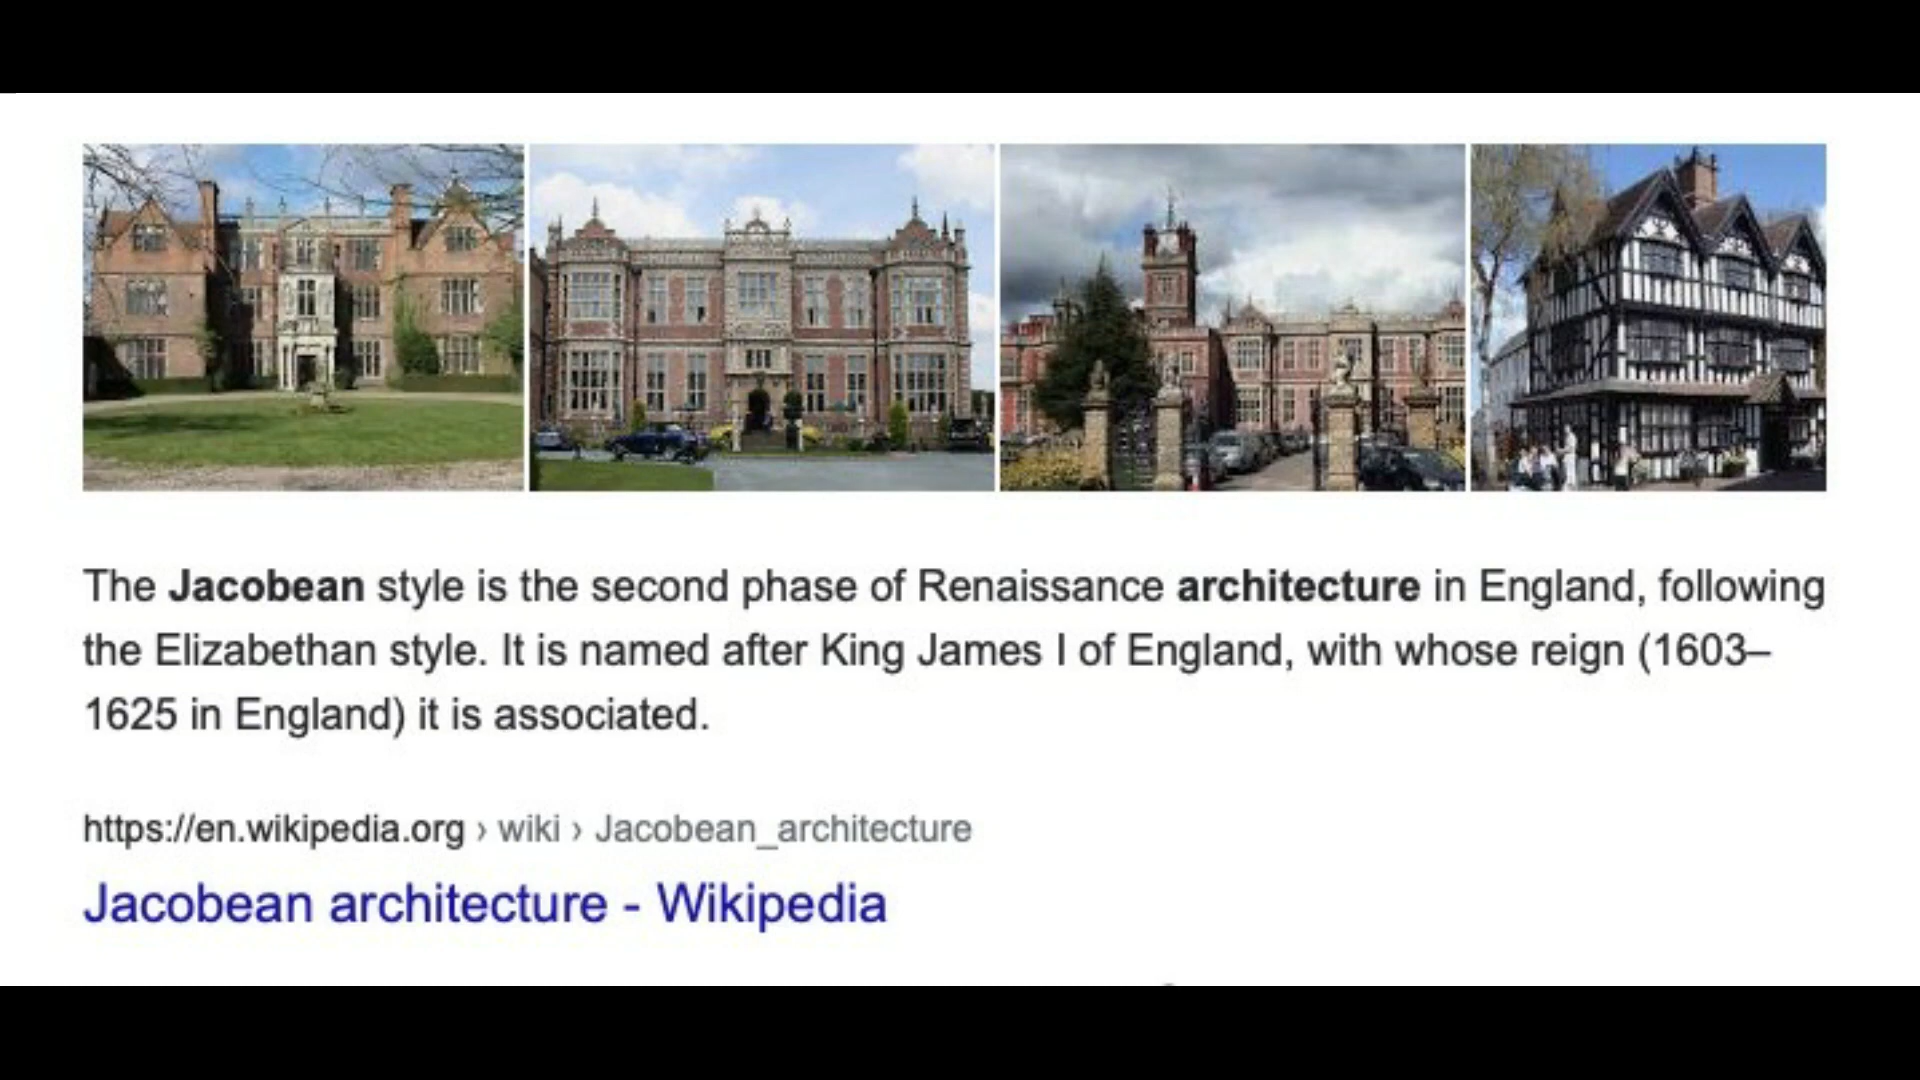 The Jacobean style is the second phase of Renaissance architecture in England, following
the Elizabethan style. It is named after King James I of England, with whose reign (1603–
1625 in England) it is associated.
https://en.wikipedia.org › wiki › Jacobean_architecture
Jacobean architecture - Wikipedia